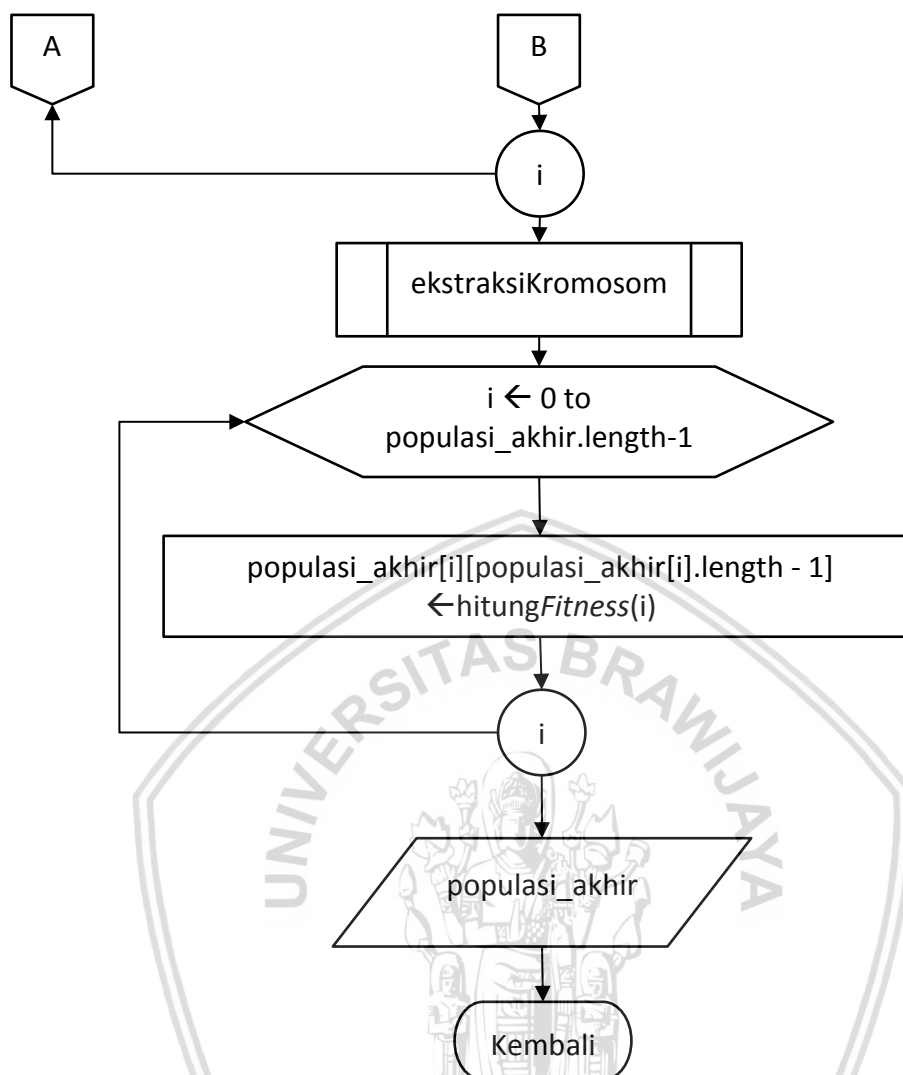 A
B
i
ekstraksiKromosom
i ← 0 to
populasi_akhir.length-1
populasi_akhir[i][populasi_akhir[i].length - 1]
←hitungFitness(i)
UNIVERSITAS BRAWIJAYA
i
populasi_akhir
Kembali